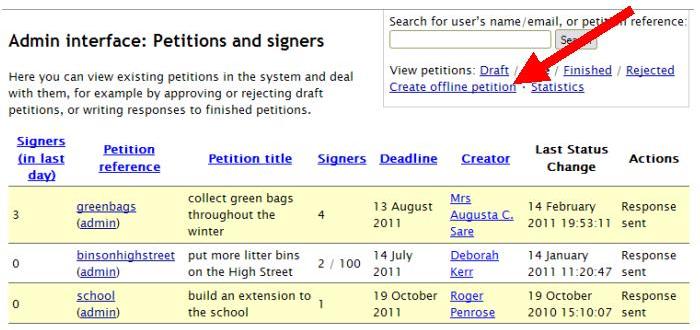 Search for user's name/email, or petition reference:
Admin interface: Petitions and signers
Here you can view existing petitions in the system and deal
with them, for example by approving or rejecting draft
petitions, or writing responses to finished petitions.
View petitions: Draft / / Finished / Rejected
Create offline petition · Statistics
Signers (in last day) Petition reference Petition title Signers Deadline Creator Last Status Change Actions
3 greenbags (admin) collect green bags throughout the winter 4 13 August 2011 Mrs Augusta C. Sare 14 February 2011 19:53:11 Response sent
0 binsonhighstreet (admin) put more litter bins on the High Street 2 / 100 14 July 2011 Deborah Kerr 14 January 2011 11:20:47 Response sent
0 school (admin) build an extension to the school 1 19 October 2011 Roger Penrose 19 October 2010 15:10:07 Response sent